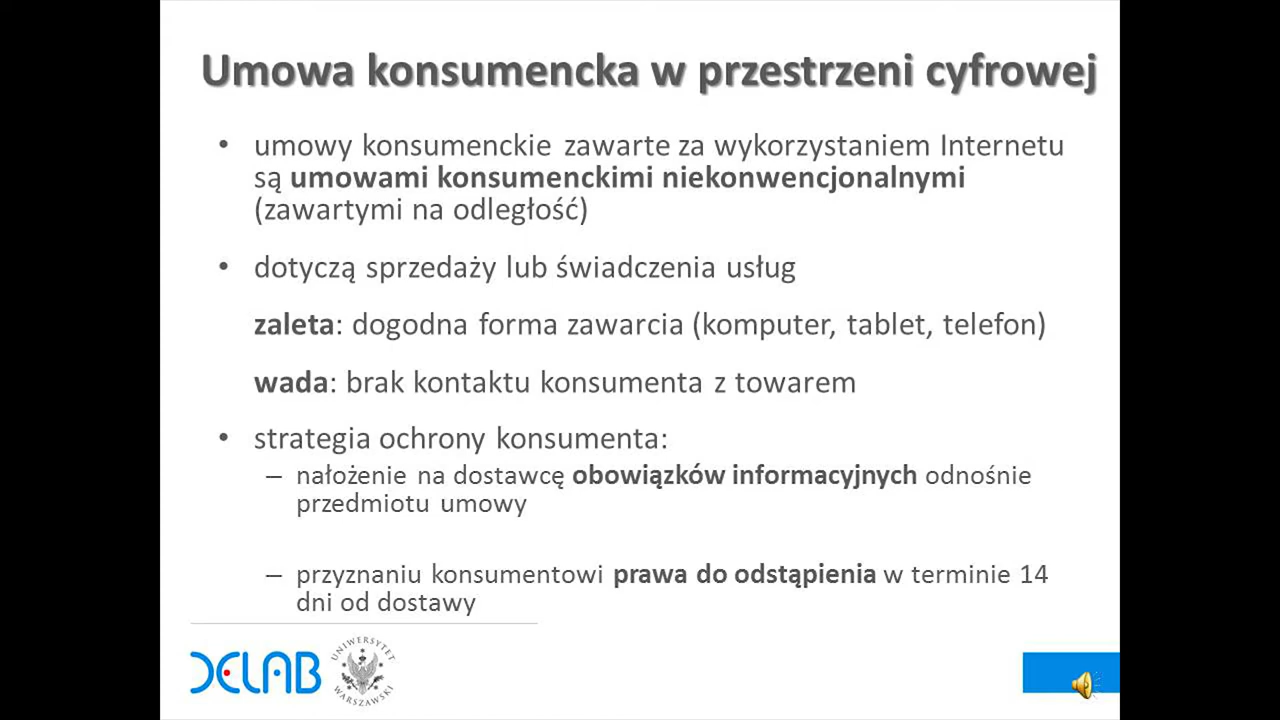 Umowa konsumencka w przestrzeni cyfrowej
• umowy konsumenckie zawarte za wykorzystaniem Internetu
są umowami konsumenckimi niekonwencjonalnymi
(zawartymi na odległość)
• dotyczą sprzedaży lub świadczenia usług
zaleta: dogodna forma zawarcia (komputer, tablet, telefon)
wada: brak kontaktu konsumenta z towarem
• strategia ochrony konsumenta:
– nałożenie na dostawcę obowiązków informacyjnych odnośnie
przedmiotu umowy
– przyznaniu konsumentowi prawa do odstąpienia w terminie 14
dni od dostawy
DELAB
UNIWERSYTET
WARSZAWSKI